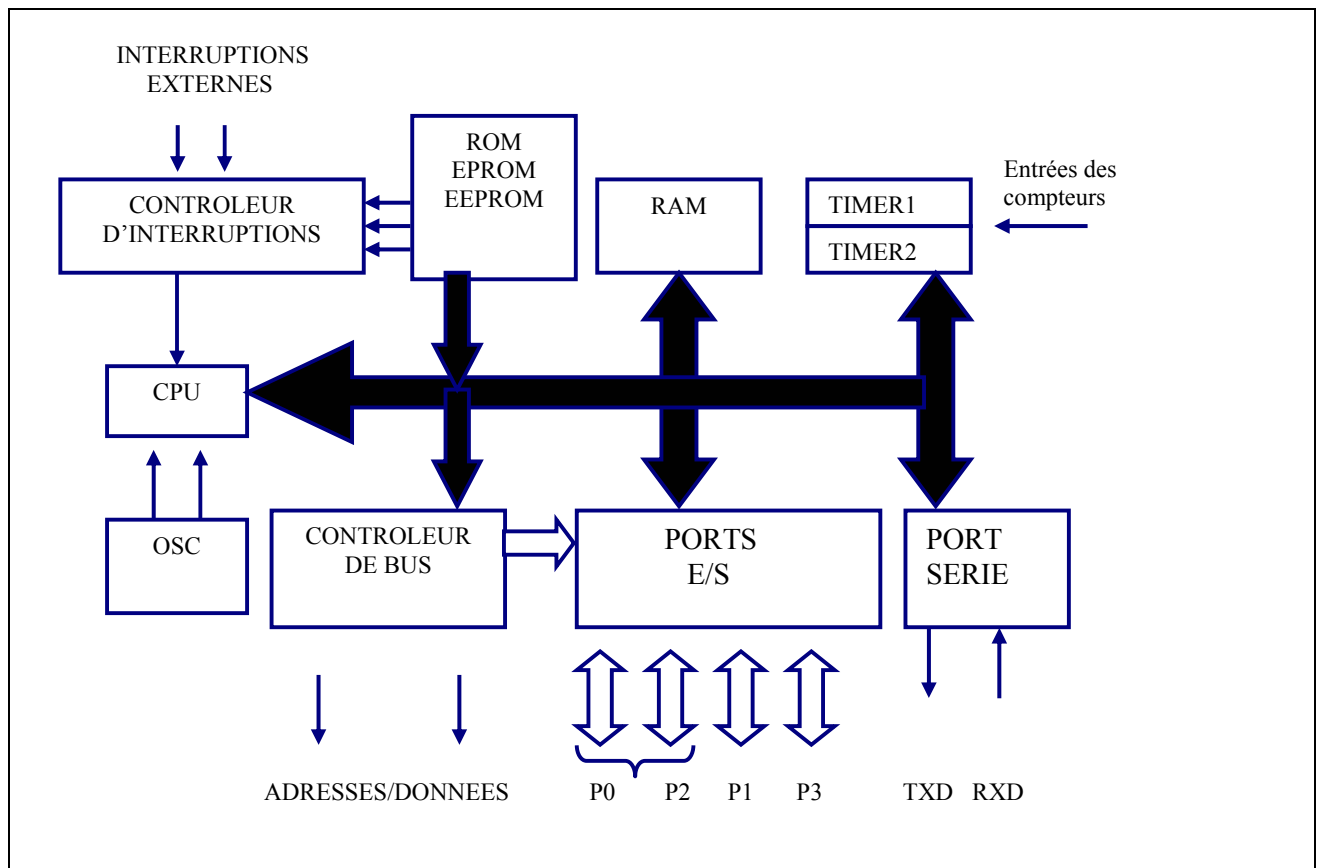 INTERRUPTIONS
EXTERNES
ROM
EPROM
EEPROM
CONTROLEUR
D'INTERRUPTIONS
RAM
TIMER1
TIMER2
Entrées des
compteurs
CPU
OSC
CONTROLEUR
DE BUS
PORTS
E/S
PORT
SERIE
ADRESSES/DONNEES
P0 P2 P1 P3
TXD RXD